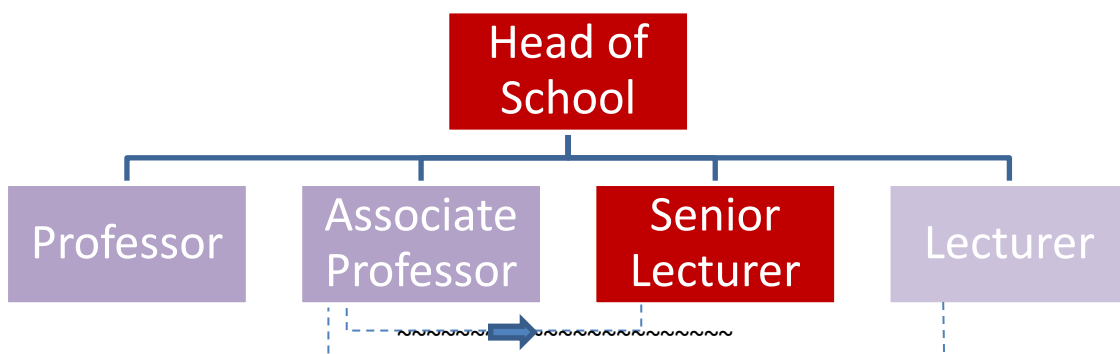 Head of
School
Professor
Associate
Professor
Senior
Lecturer
Lecturer